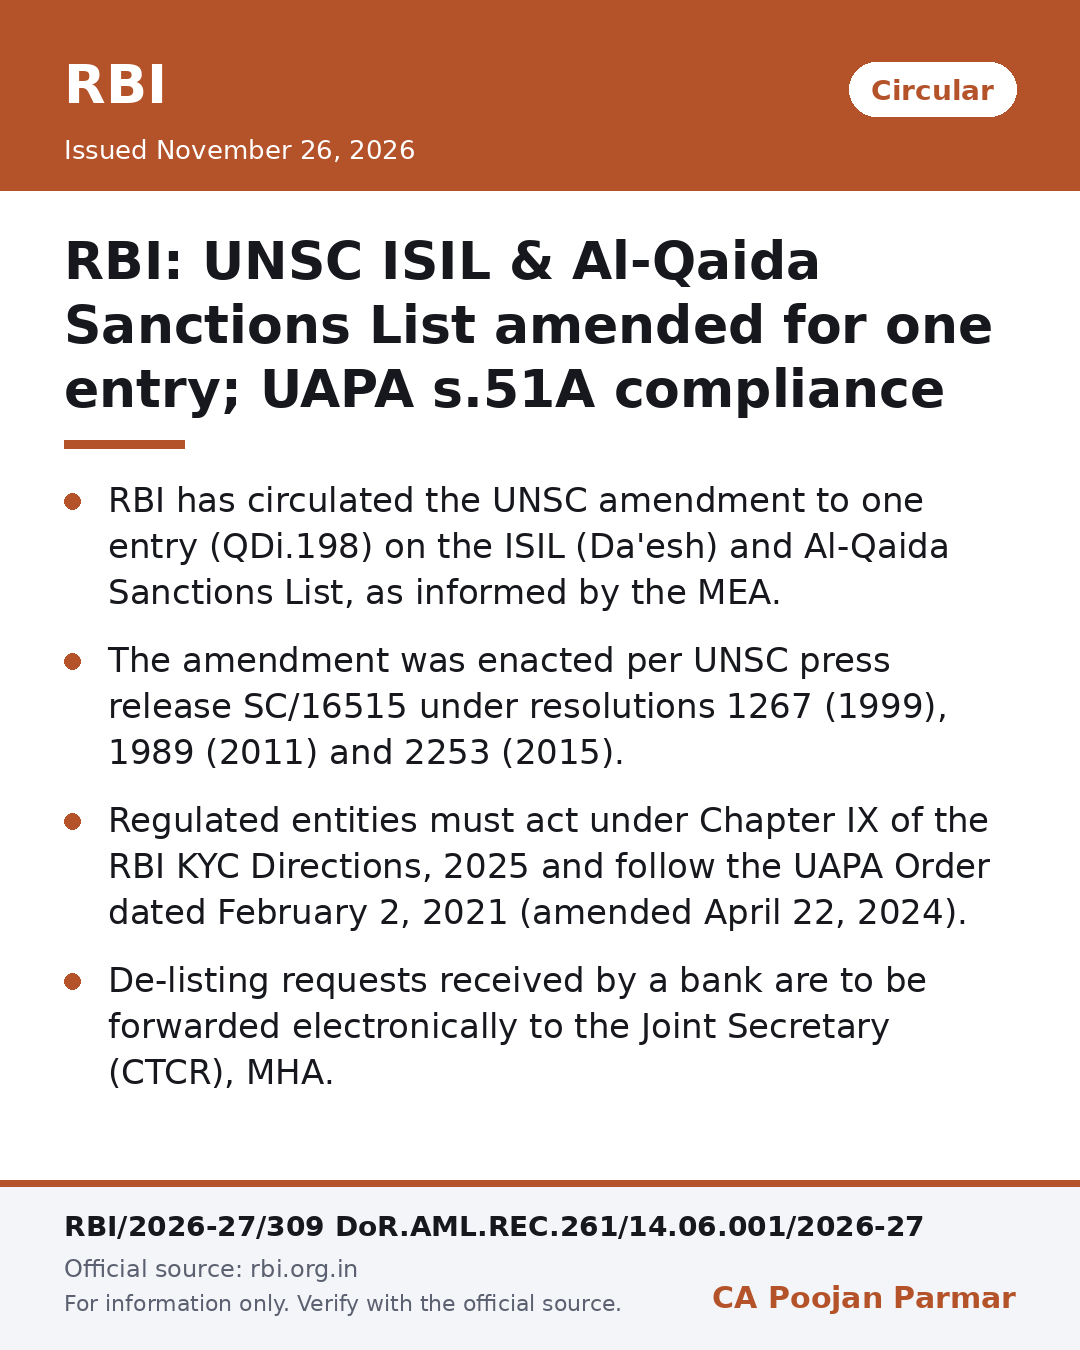 RBI
Circular
Issued November 26, 2026
RBI: UNSC ISIL & Al-Qaida
Sanctions List amended for one
entry; UAPA s.51A compliance
RBI has circulated the UNSC amendment to one
entry (QDi.198) on the ISIL (Da'esh) and Al-Qaida
Sanctions List, as informed by the MEA.
The amendment was enacted per UNSC press
release SC/16515 under resolutions 1267 (1999),
1989 (2011) and 2253 (2015).
Regulated entities must act under Chapter IX of the
RBI KYC Directions, 2025 and follow the UAPA Order
dated February 2, 2021 (amended April 22, 2024).
De-listing requests received by a bank are to be
forwarded electronically to the Joint Secretary
(CTCR), MHA.
RBI/2026-27/309 DoR.AML.REC.261/14.06.001/2026-27
Official source: rbi.org.in
For information only. Verify with the official source.
CA Poojan Parmar